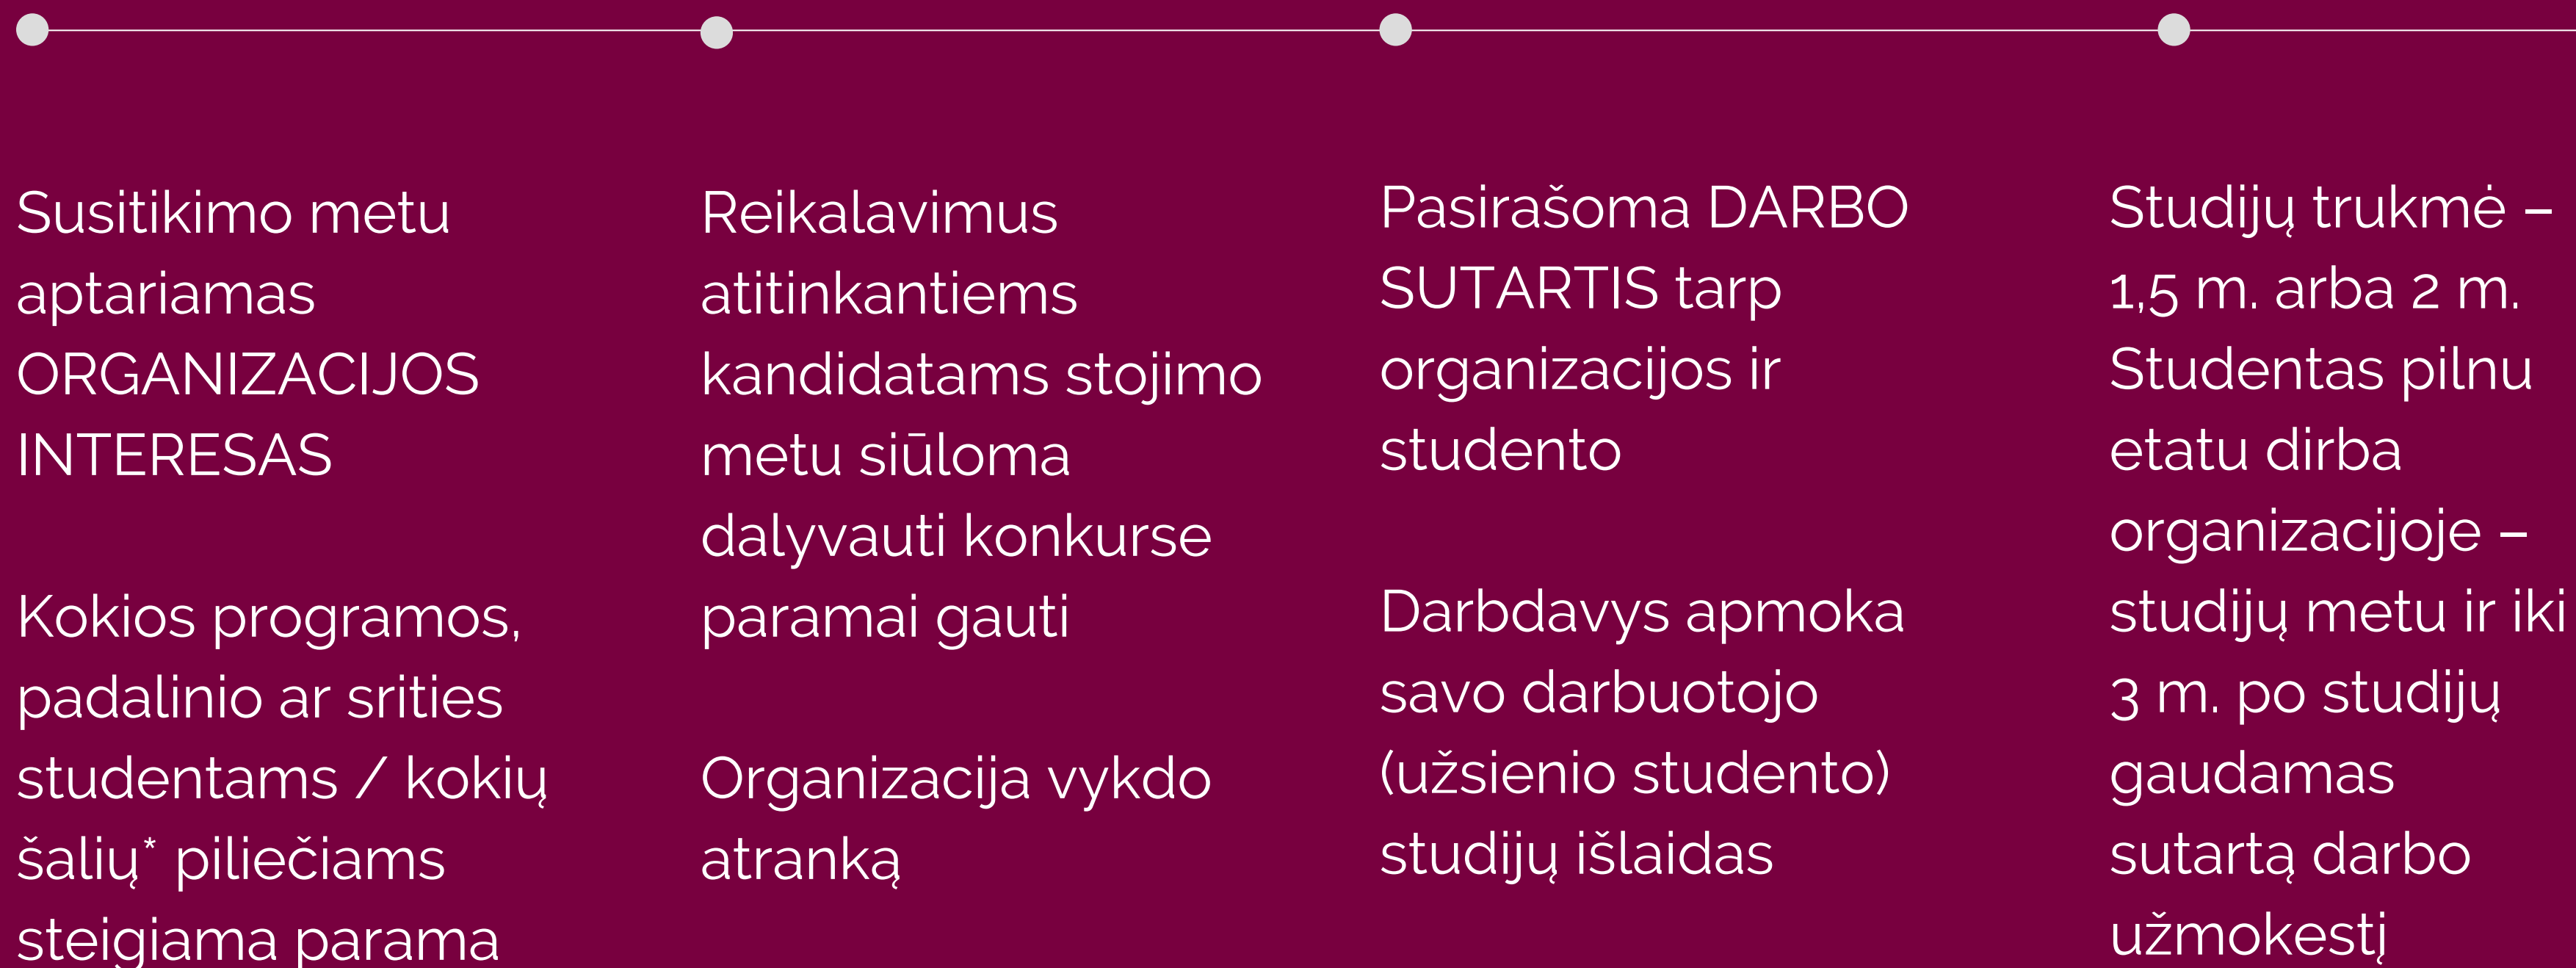 Susitikimo metu
aptariamas
ORGANIZACIJOS
INTERESAS
Kokios programos,
padalinio ar srities
studentams / kokių
šalių* piliečiams
steigiama parama
Reikalavimus
atitinkantiems
kandidatams stojimo
metu siūloma
dalyvauti konkurse
paramai gauti
Organizacija vykdo
atranką
Pasirašoma DARBO
SUTARTIS tarp
organizacijos ir
studento
Darbdavys apmoka
savo darbuotojo
(užsienio studento)
studijų išlaidas
Studijų trukmė –
1,5 m. arba 2 m.
Studentas pilnu
etatu dirba
organizacijoje –
studijų metu ir iki
3 m. po studijų
gaudamas
sutartą darbo
užmokestį